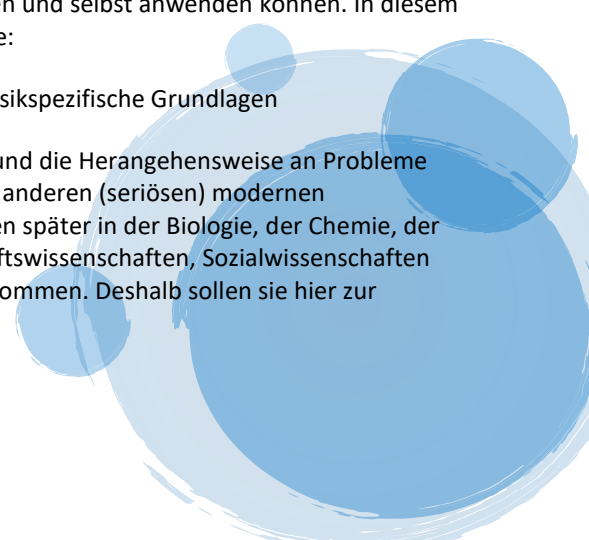 en und selbst anwenden können. In diesem
e:
sikspezifische Grundlagen
und die Herangehensweise an Probleme
anderen (seriösen) modernen
en später in der Biologie, der Chemie, der
ftswissenschaften, Sozialwissenschaften
ommen. Deshalb sollen sie hier zur